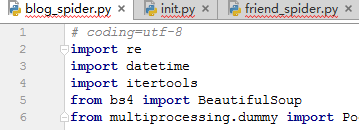 blog_spider.py init.py friend_spider.py
1 # coding=utf-8
2 import re
3 import datetime
4 import itertools
5 from bs4 import BeautifulSoup
6 from multiprocessing.dummy import Po